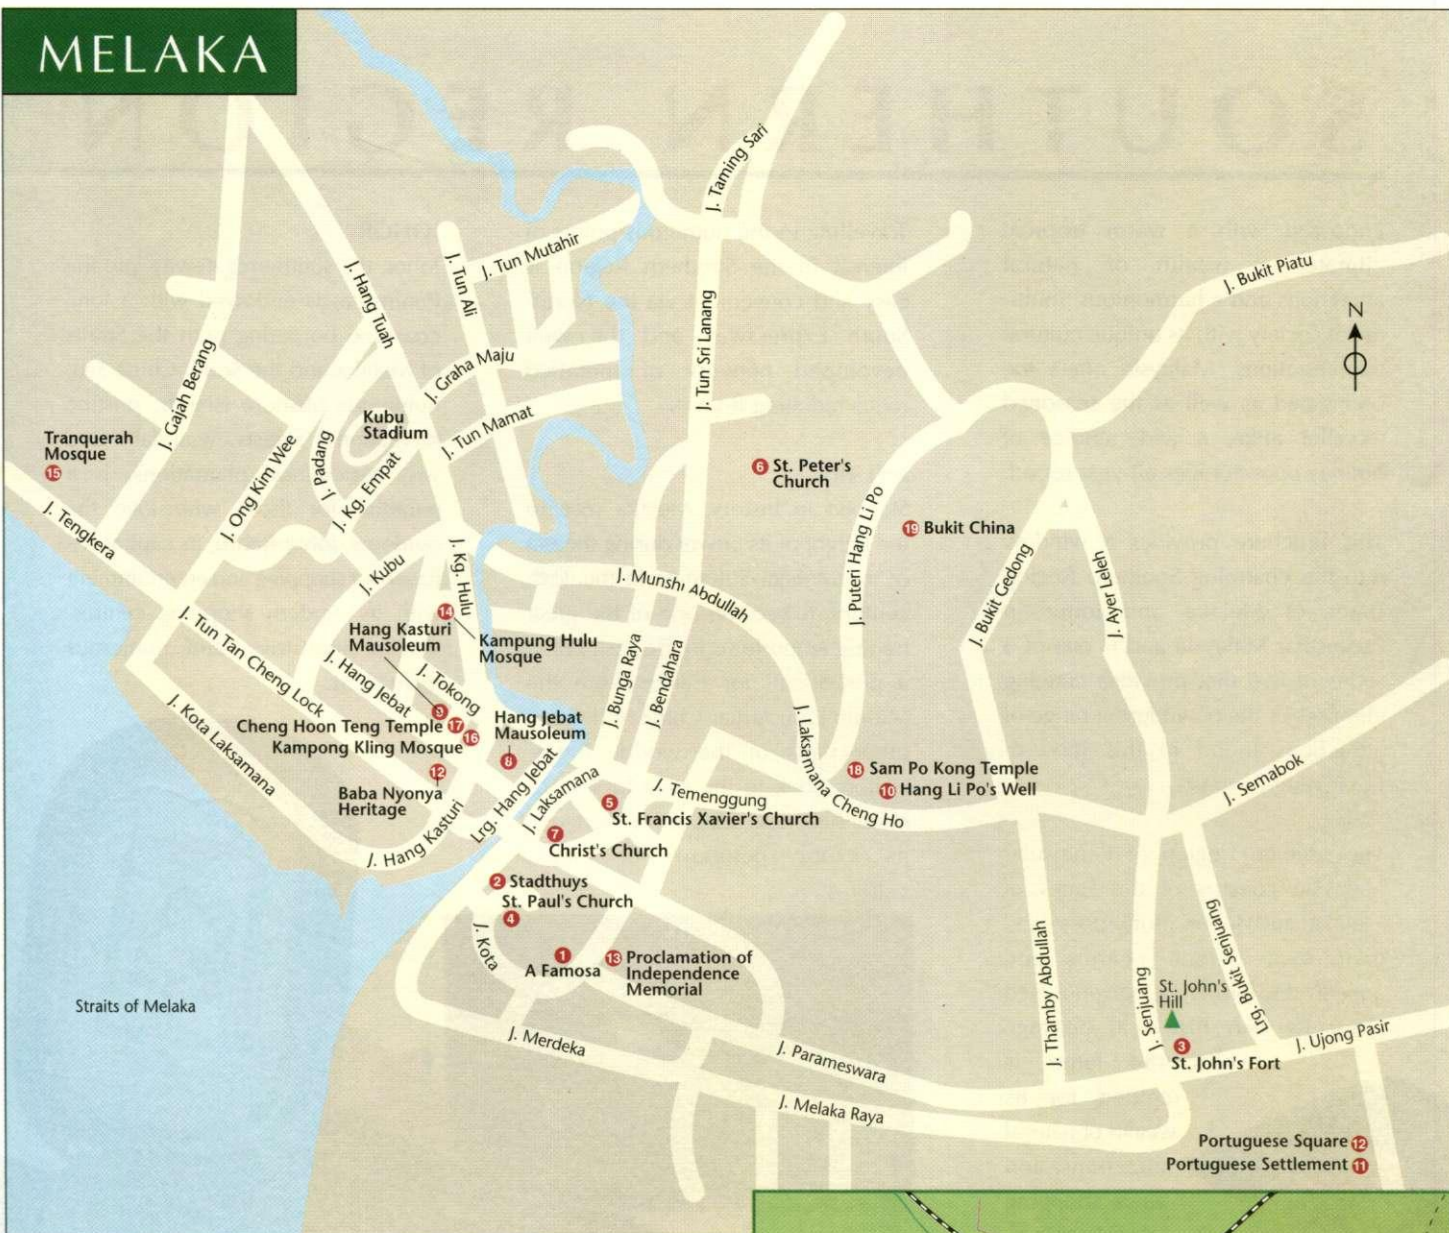 MELAKA
J. Taming Sari
J. Tun Mutahir
J. Tun Ali
J. Hang Tuah
J. Bukit Piatu
N
J. Tun Sri Lanang
J. Gajah Berang
J. Graha Maju
Kubu
Stadium
J. Tun Mamat
Tranquerah
Mosque
15
J. Ong Kim Wee
J. Padang
J. Kg. Empat
6 St. Peter's
Church
J. Puteri Hang Li Po
19 Bukit China
J. Tengkera
J. Kubu
J. Kg. Hulu
J. Munshi Abdullah
J. Bukit Gedong
J. Ayer Leleh
14
Kampung Hulu
Mosque
Hang Kasturi
Mausoleum
J. Tun Tan Cheng Lock
J. Hang Jebat
J. Tokong
J. Bunga Raya
J. Bendahara
J. Kota Laksamana
9
Cheng Hoon Teng Temple 17
Kampong Kling Mosque 16
Hang Jebat
Mausoleum
8
12
Baba Nyonya
Heritage
J. Hang Kasturi
Lrg. Hang Jebat
J. Laksamana
J. Temenggung
J. Laksamana Cheng Ho
18 Sam Po Kong Temple
10 Hang Li Po's Well
J. Semabok
5
St. Francis Xavier's Church
7
Christ's Church
2 Stadthuys
St. Paul's Church
4
J. Kota
1
A Famosa
13 Proclamation of
Independence
Memorial
J. Thamby Abdullah
J. Senjuang
Lrg. Bukit Senjuang
St. John's
Hill
3
St. John's Fort
J. Ujong Pasir
Straits of Melaka
J. Merdeka
J. Parameswara
J. Melaka Raya
Portuguese Square 12
Portuguese Settlement 11